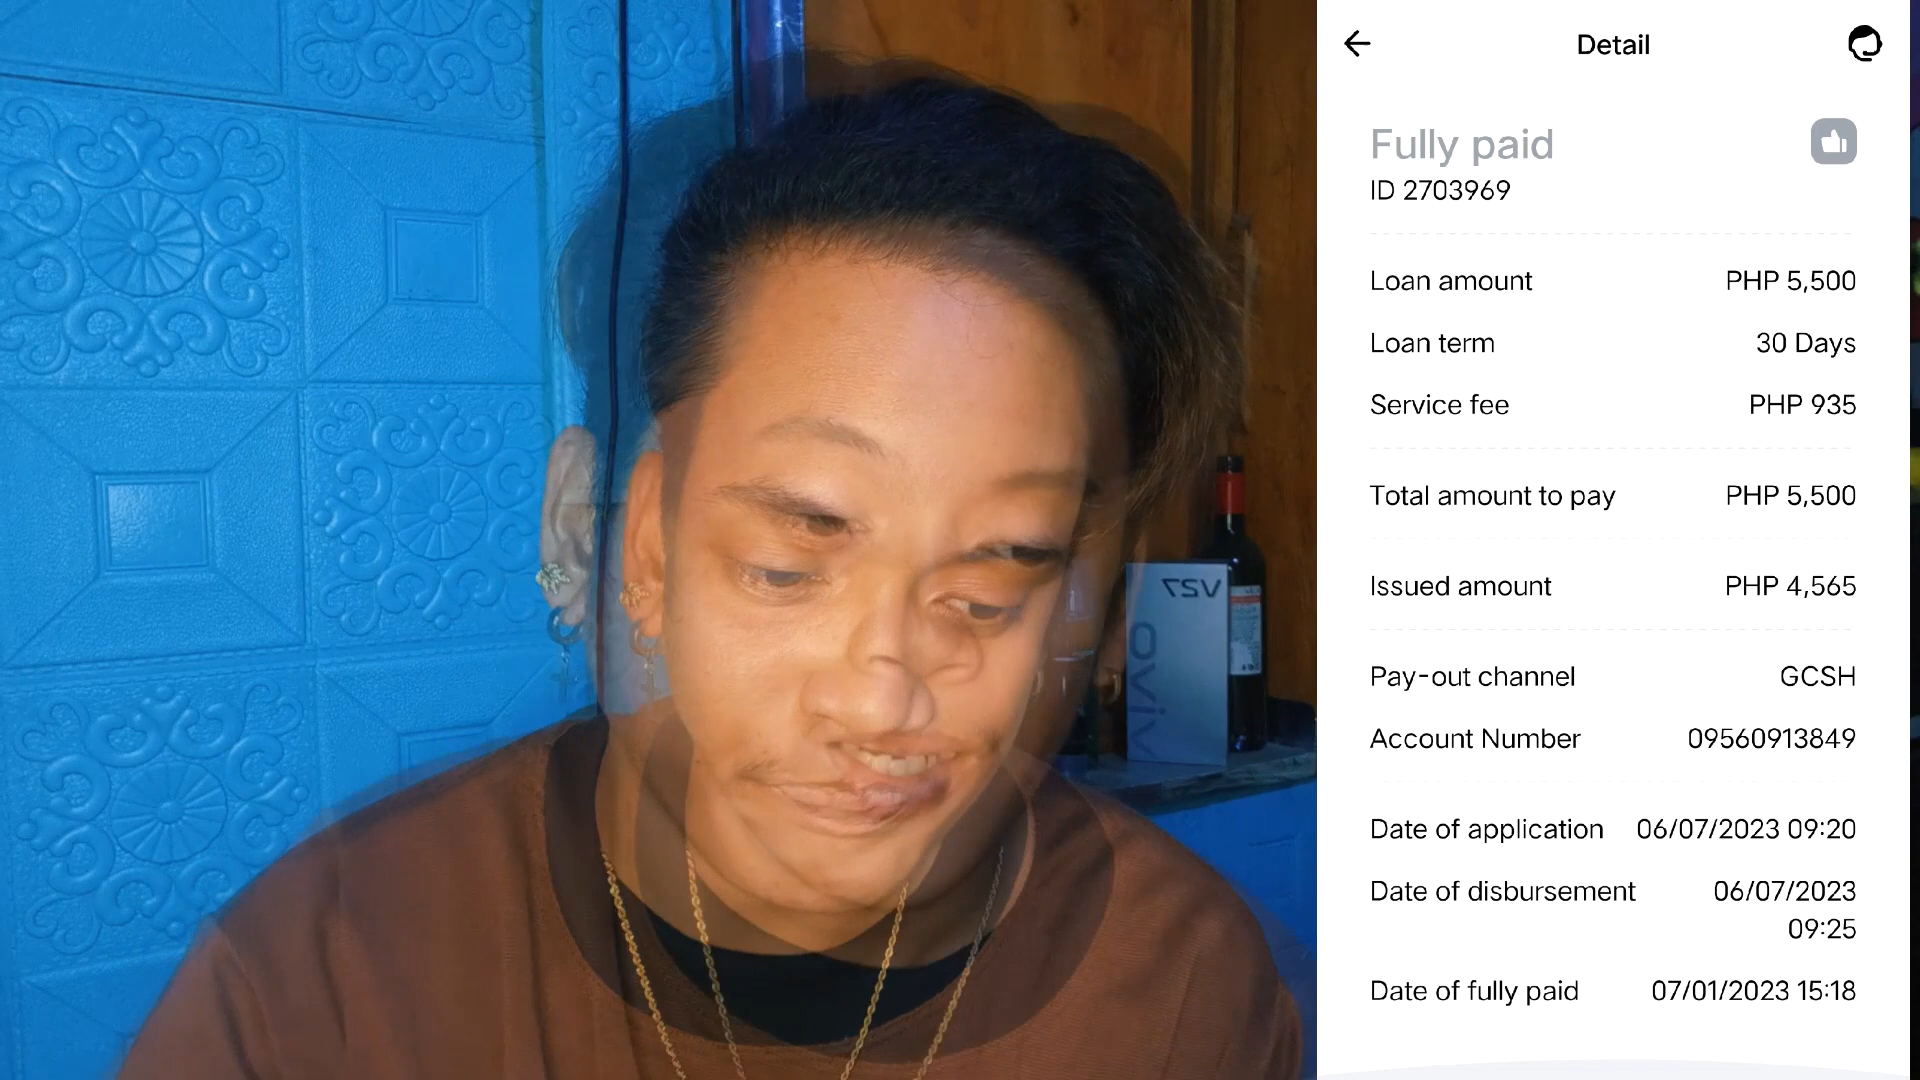 Detail
Fully paid
ID 2703969
Loan amount PHP 5,500
Loan term 30 Days
Service fee PHP 935
Total amount to pay PHP 5,500
Issued amount PHP 4,565
Pay-out channel GCSH
Account Number 09560913849
Date of application 06/07/2023 09:20
Date of disbursement 06/07/2023
09:25
Date of fully paid 07/01/2023 15:18
V27
vivo